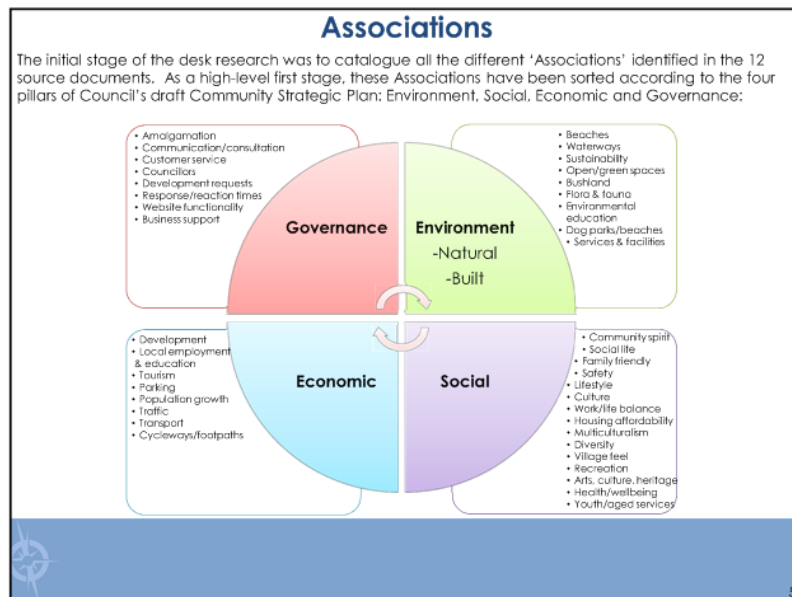 Associations
The initial stage of the desk research was to catalogue all the different 'Associations' identified in the 12
source documents. As a high-level first stage, these Associations have been sorted according to the four
pillars of Council's draft Community Strategic Plan: Environment, Social, Economic and Governance:
• Amalgamation
• Communication/consultation
• Customer service
• Councillors
• Development requests
• Response/reaction times
• Website functionality
• Business support
Governance
• Beaches
• Waterways
• Sustainability
• Open/green spaces
• Bushland
• Flora & fauna
• Environmental
education
• Dog parks/beaches
• Services & facilities
Environment
-Natural
-Built
• Development
• Local employment
& education
• Tourism
• Parking
• Population growth
• Traffic
• Transport
• Cycleways/footpaths
Economic
Social
• Community spirit
• Social life
• Family friendly
• Safety
• Lifestyle
• Culture
• Work/life balance
• Housing affordability
• Multiculturalism
• Diversity
• Village feel
• Recreation
• Arts, culture, heritage
• Health/wellbeing
• Youth/aged services